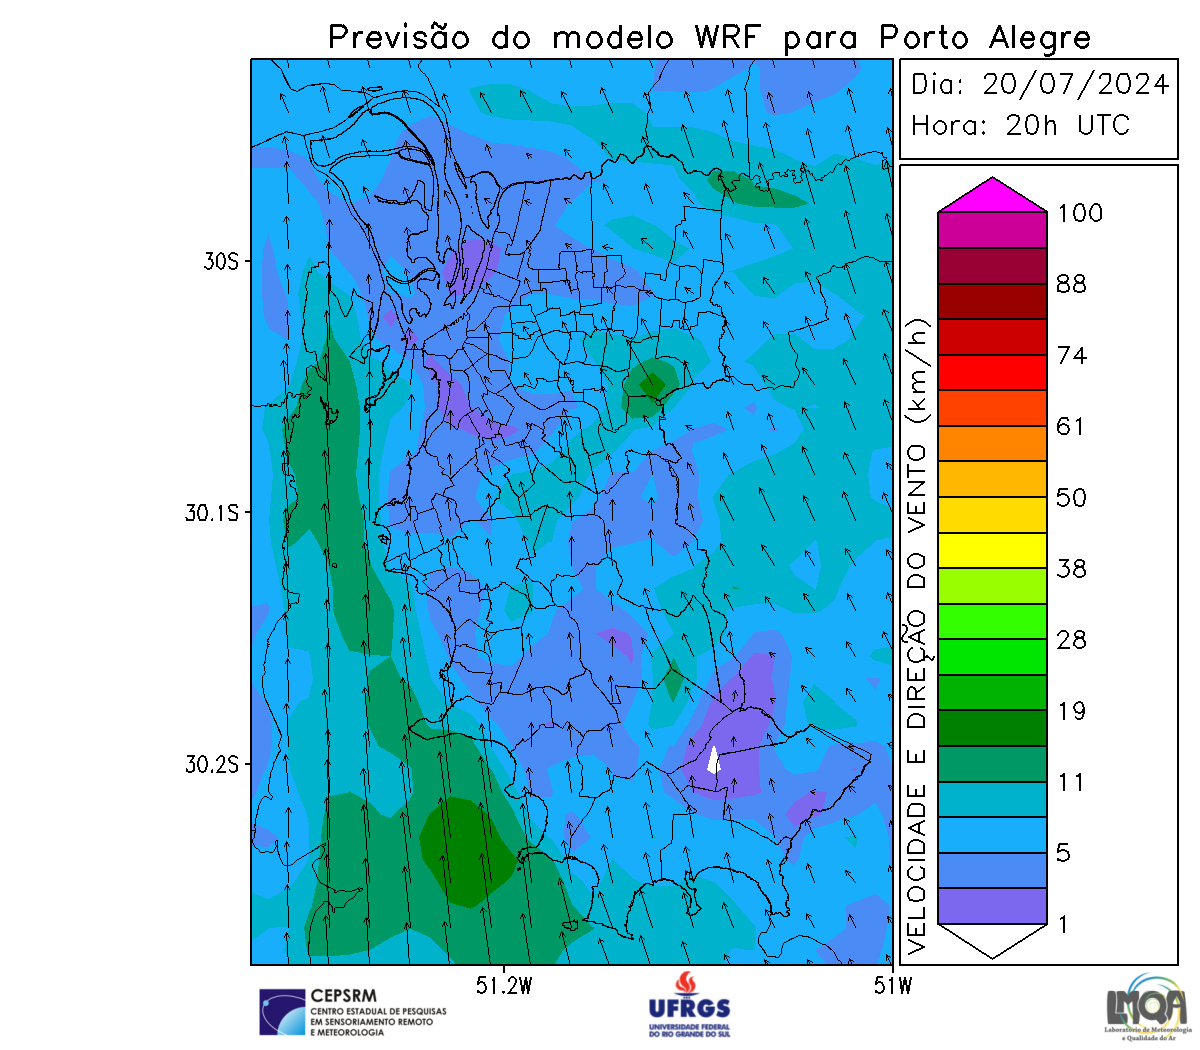 Previsão do modelo WRF para Porto Alegre
Dia: 20/07/2024
Hora: 20h UTC
30S
30.1S
30.2S
51.2W
51W
VELOCIDADE E DIREÇÃO DO VENTO (km/h)
100
88
74
61
50
38
28
19
11
5
1
CEPSRM
CENTRO ESTADUAL DE PESQUISAS
EM SENSORIAMENTO REMOTO
E METEOROLOGIA
UFRGS
UNIVERSIDADE FEDERAL
DO RIO GRANDE DO SUL
LMQA
Laboratório de Meteorologia
e Qualidade do Ar